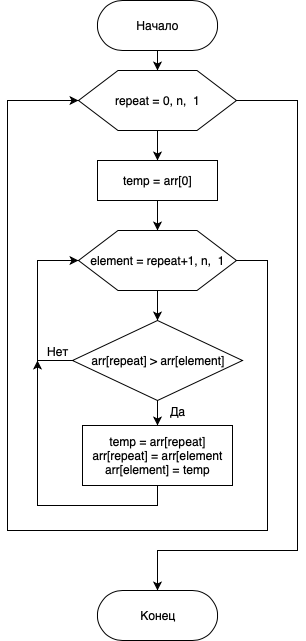 Начало
repeat = 0, n, 1
temp = arr[0]
element = repeat+1, n, 1
arr[repeat] > arr[element]
Нет
Да
temp = arr[repeat]
arr[repeat] = arr[element
arr[element] = temp
Конец